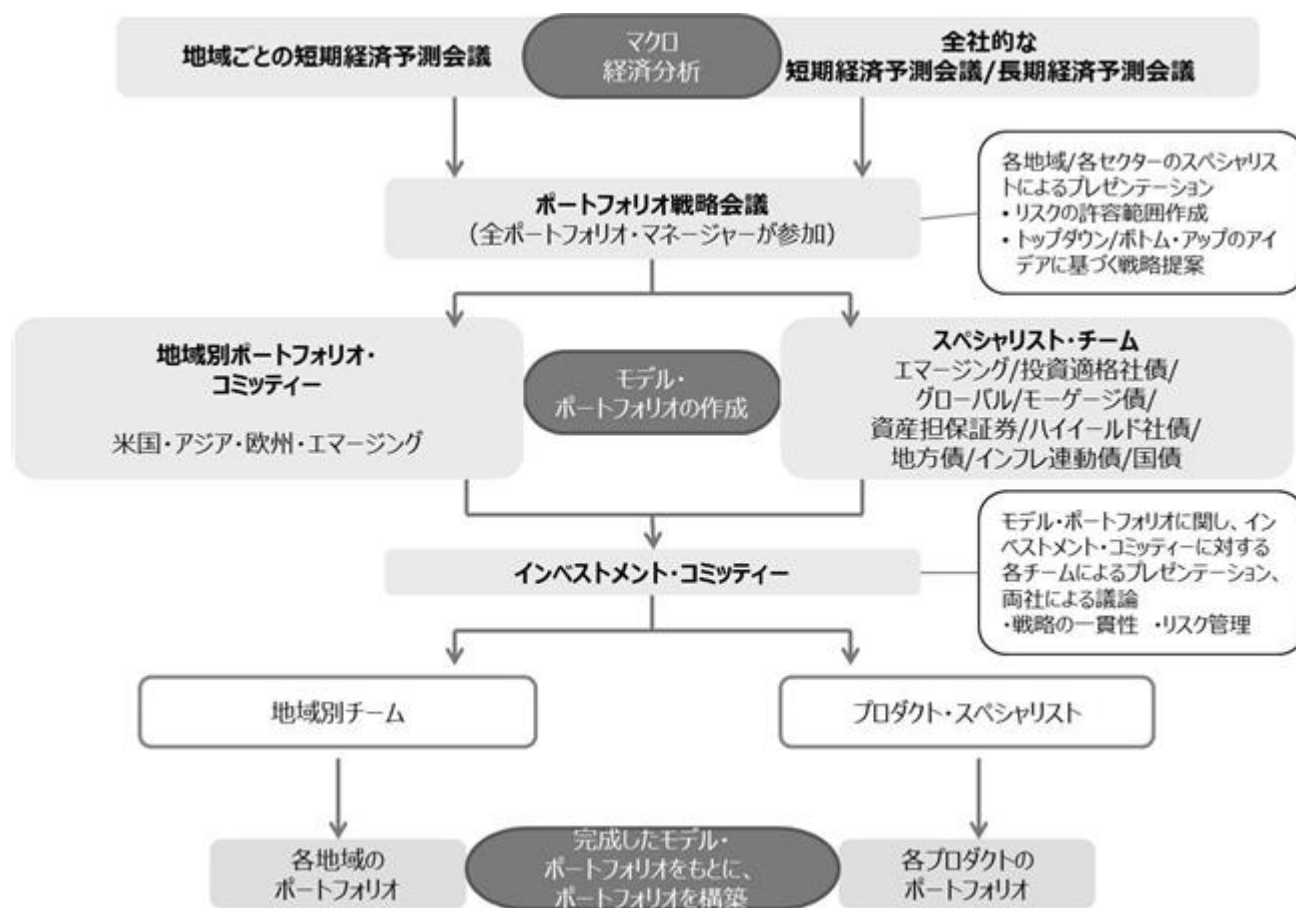 地域ごとの短期経済予測会議
マクロ
経済分析
全社的な
短期経済予測会議/長期経済予測会議
ポートフォリオ戦略会議
（全ポートフォリオ・マネージャーが参加）
各地域/各セクターのスペシャリス
トによるプレゼンテーション
• リスクの許容範囲作成
• トップダウン/ボトム・アップのアイ
デアに基づく戦略提案
地域別ポートフォリオ・
コミッティー
米国・アジア・欧州・エマージング
モデル・
ポートフォリオの作成
スペシャリスト・チーム
エマージング/投資適格社債/
グローバル/モーゲージ債/
資産担保証券/ハイイールド社債/
地方債/インフレ連動債/国債
インベストメント・コミッティー
モデル・ポートフォリオに関し、イン
ベストメント・コミッティーに対する
各チームによるプレゼンテーション、
両社による議論
・戦略の一貫性 ・リスク管理
地域別チーム
プロダクト・スペシャリスト
各地域の
ポートフォリオ
完成したモデル・
ポートフォリオをもとに、
ポートフォリオを構築
各プロダクトの
ポートフォリオ